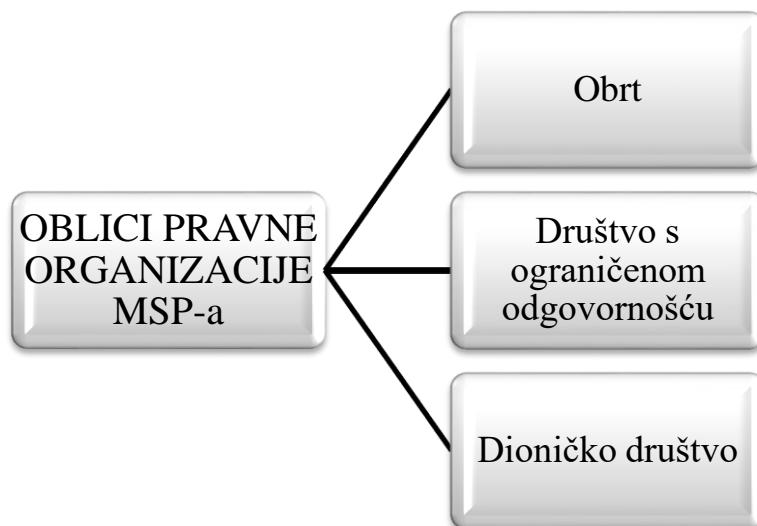 OBLICI PRAVNE
ORGANIZACIJE
MSP-a
Obrt
Društvo s
ograničenom
odgovornošću
Dioničko društvo